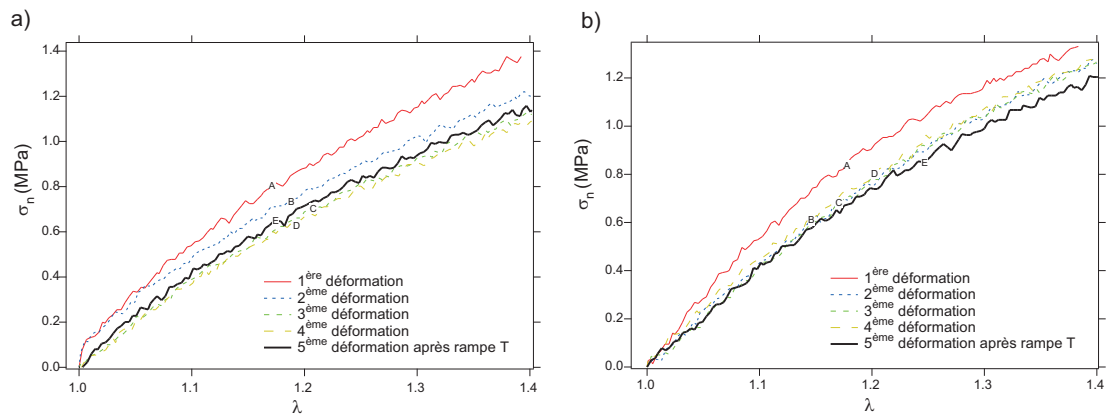 a)
σn (MPa)
1.4
1.2
1.0
0.8
0.6
0.4
0.2
0.0
A
B
C
E
D
1ère déformation
2ème déformation
3ème déformation
4ème déformation
5ème déformation après rampe T
1.0 1.1 1.2 1.3 1.4
λ
b)
σn (MPa)
1.2
1.0
0.8
0.6
0.4
0.2
0.0
A
E
D
C
B
1ère déformation
2ème déformation
3ème déformation
4ème déformation
5ème déformation après rampe T
1.0 1.1 1.2 1.3 1.4
λ